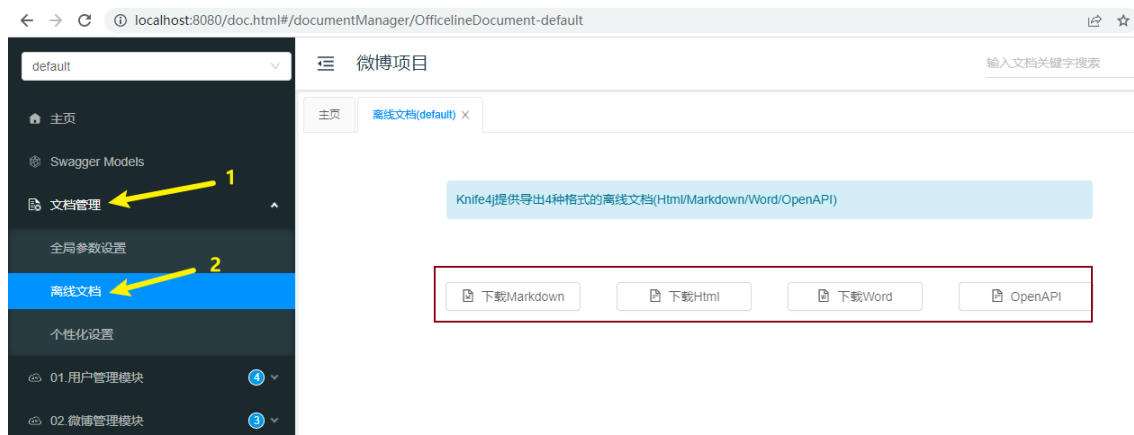 localhost:8080/doc.html#/documentManager/OfficelineDocument-default
default
微博项目
输入文档关键字搜索
主页
主页
离线文档(default)
Swagger Models
1
文档管理
Knife4j提供导出4种格式的离线文档(Html/Markdown/Word/OpenAPI)
全局参数设置
2
离线文档
下载Markdown
下载Html
下载Word
OpenAPI
个性化设置
01.用户管理模块
4
02.微博管理模块
3